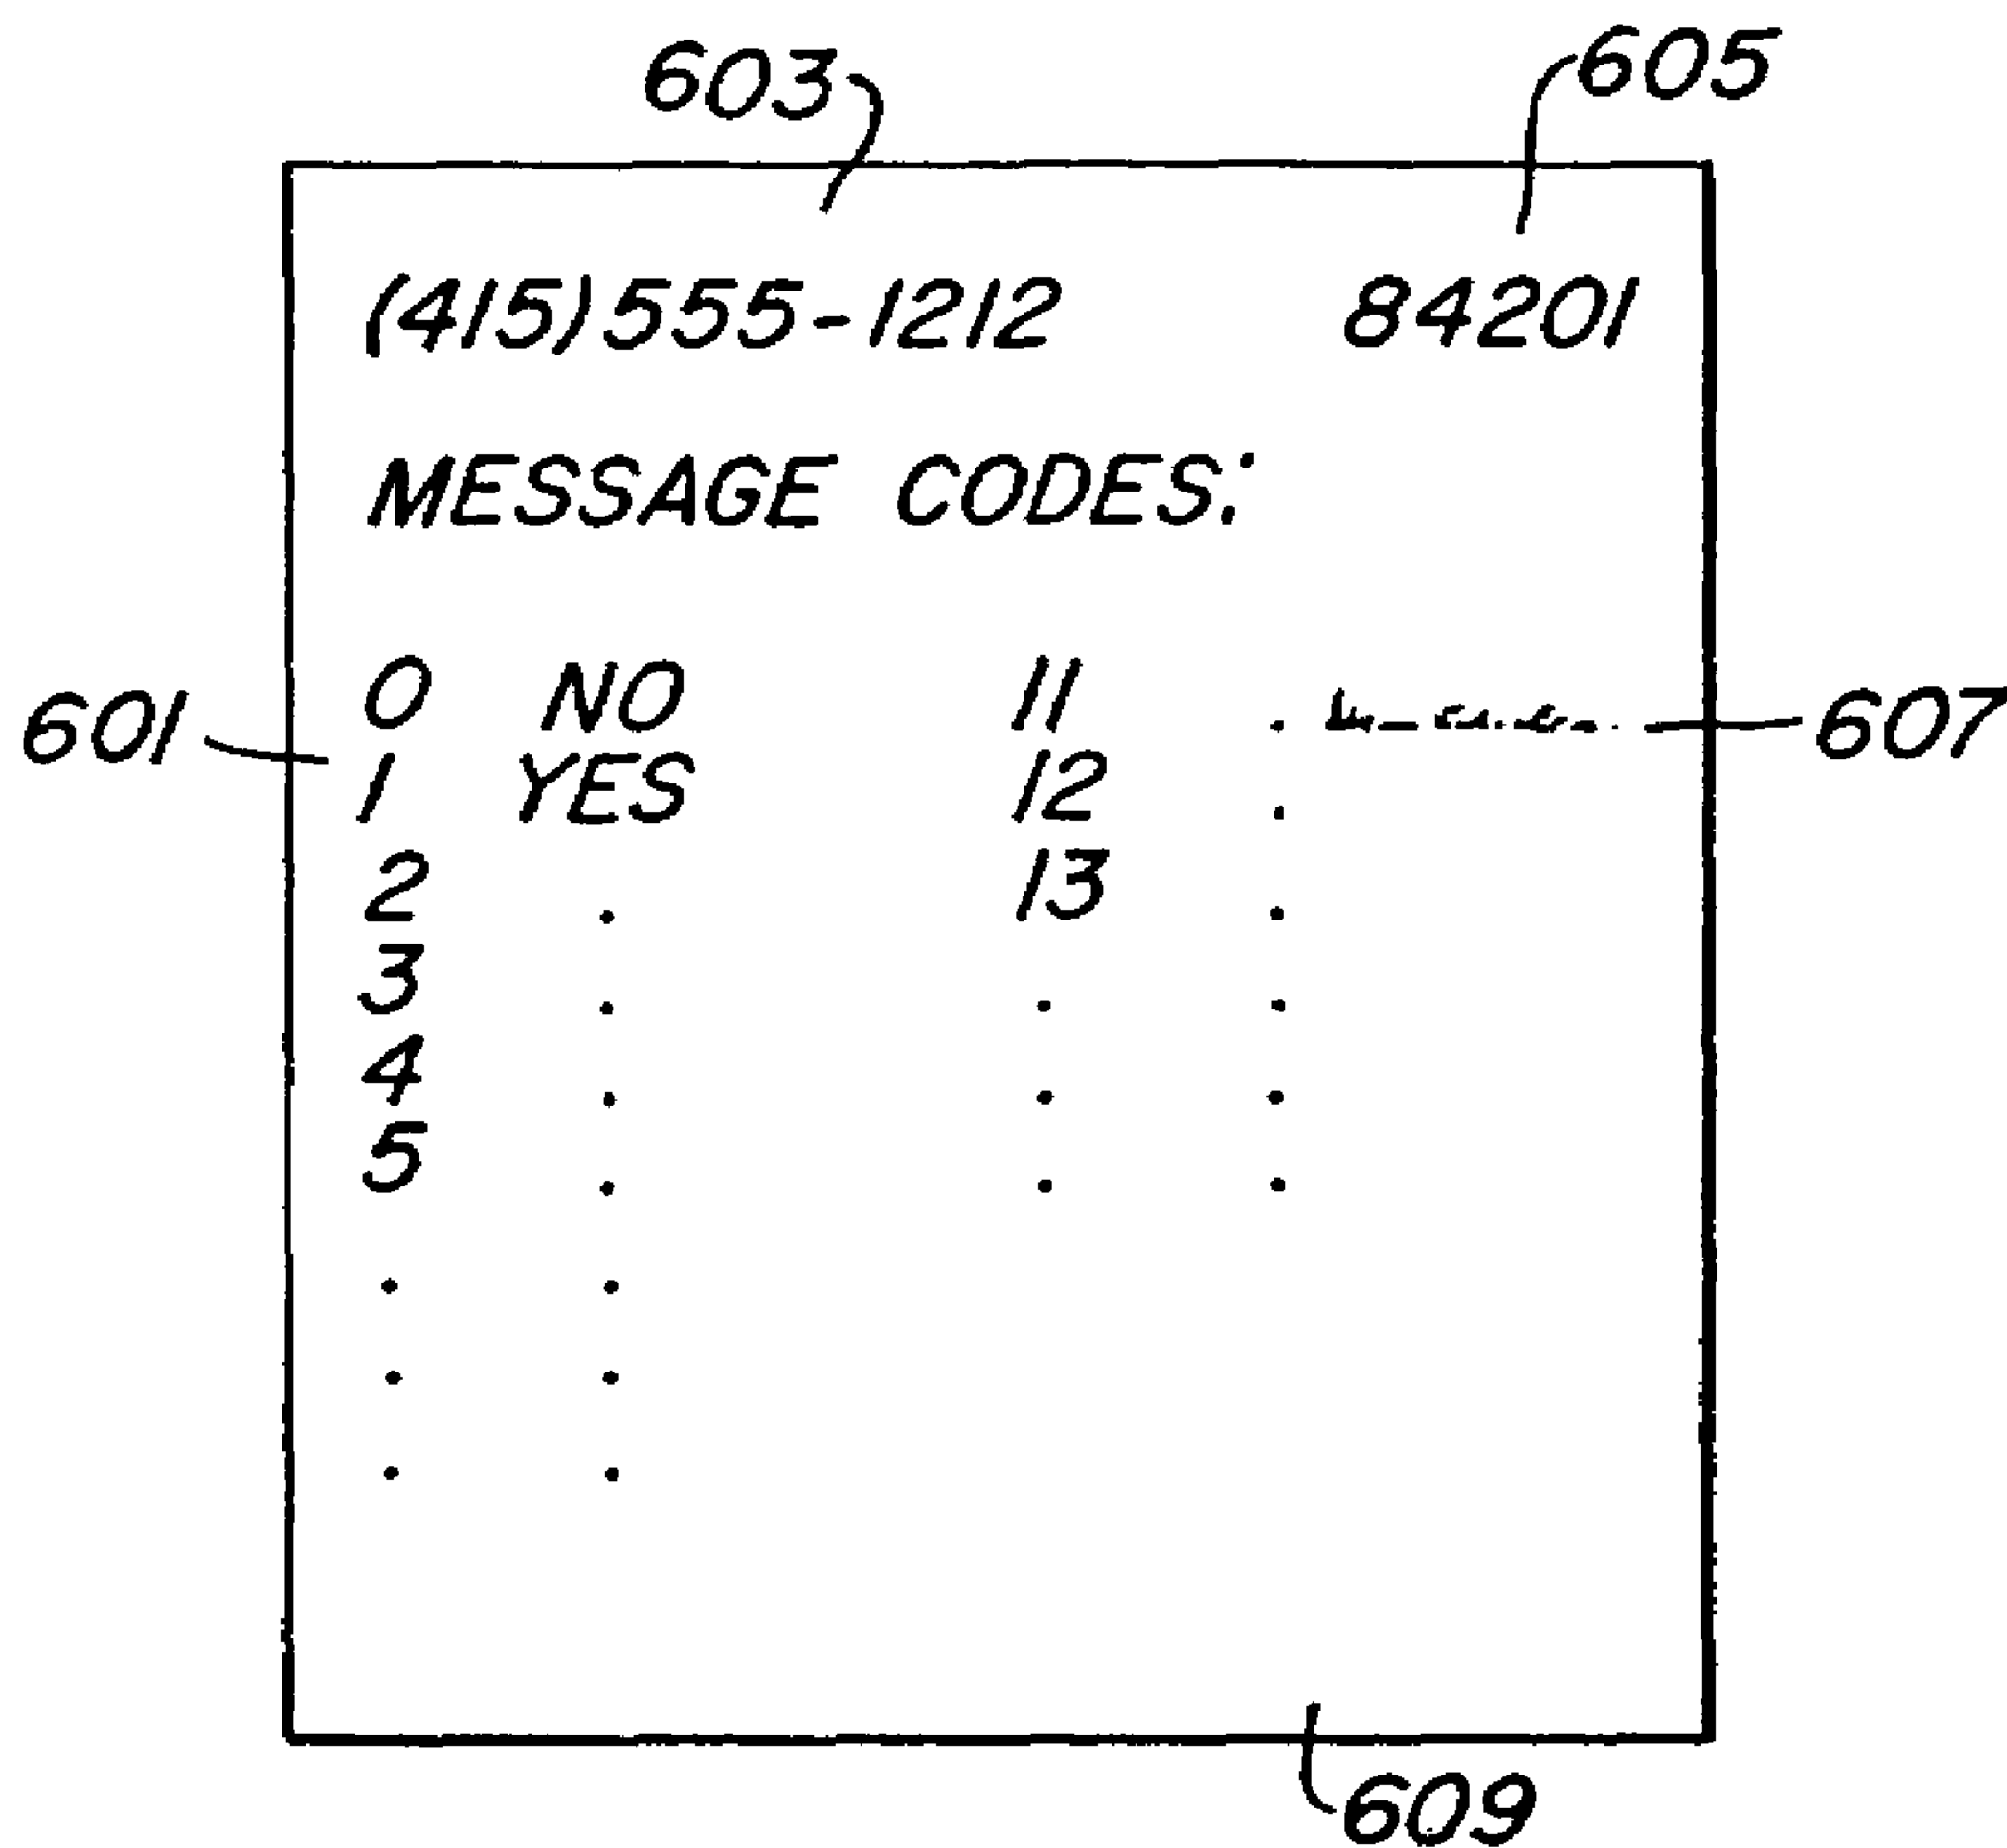 603 605
(415) 555-1212 84201
MESSAGE CODES:
0 NO 11 .
601 607
1 YES 12 .
2 . 13 .
3 . . .
4 . . .
5 . . .
. .
. .
. .
609